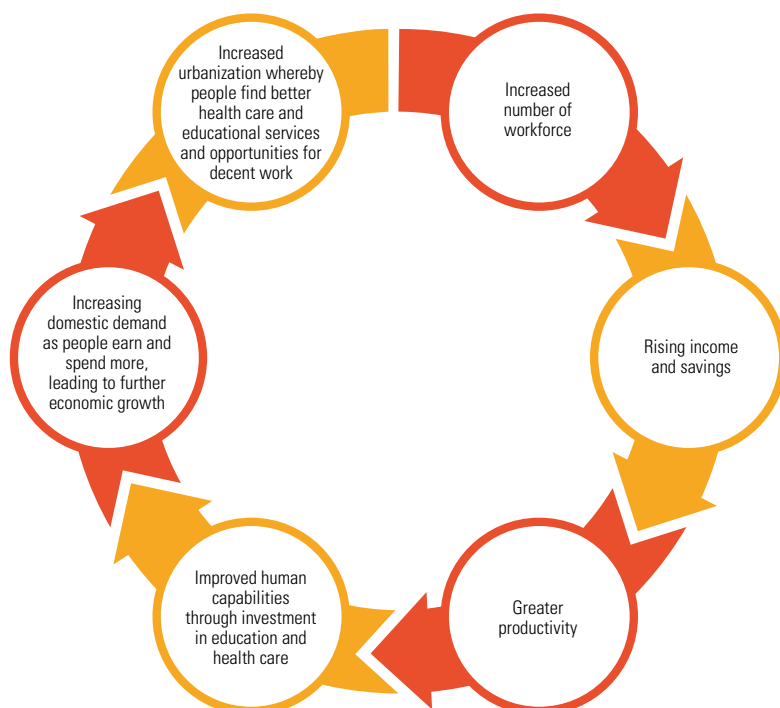 Increased
number of
workforce
Rising income
and savings
Greater
productivity
Improved human
capabilities
through investment
in education and
health care
Increasing
domestic demand
as people earn and
spend more,
leading to further
economic growth
Increased
urbanization whereby
people find better
health care and
educational services
and opportunities for
decent work